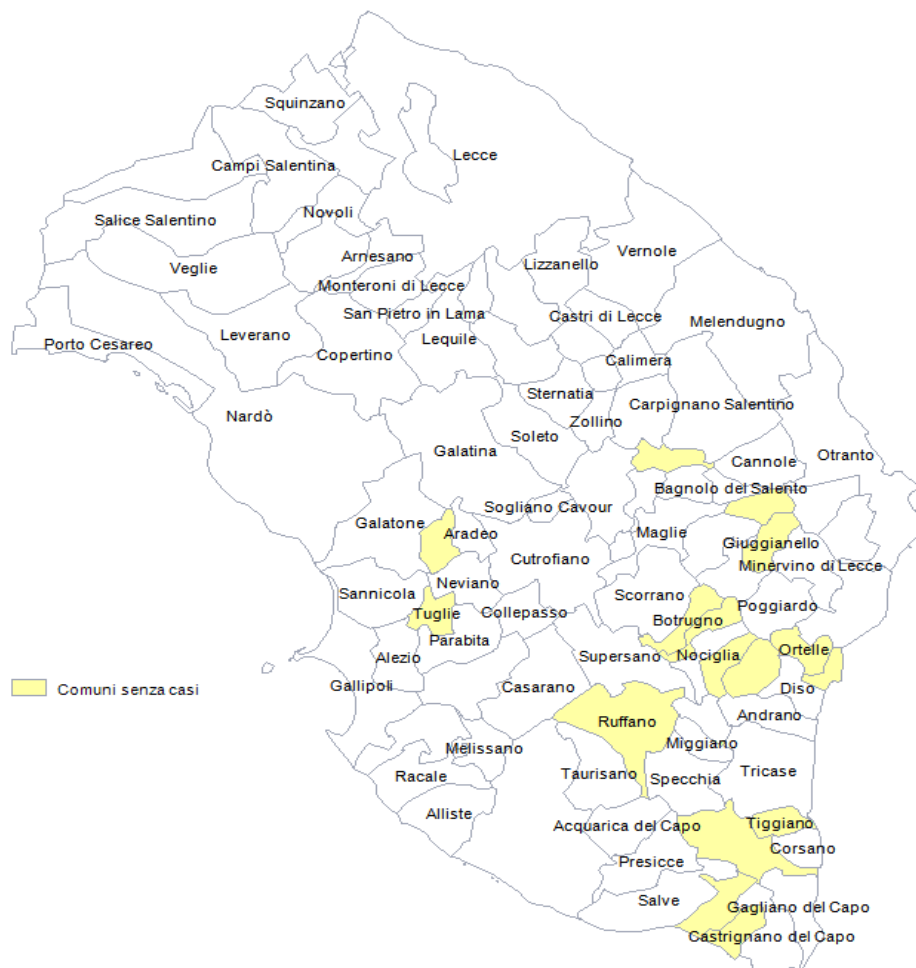 Squinzano
Lecce
Campi Salentina
Novoli
Salice Salentino
Vernole
Arnesano
Lizzanello
Veglie
Monteroni di Lecce
San Pietro in Lama
Castri di Lecce
Melendugno
Leverano
Lequile
Porto Cesareo
Copertino
Calimera
Sternatia
Carpignano Salentino
Nardò
Zollino
Soleto
Galatina
Otranto
Cannole
Bagnolo del Salento
Sogliano Cavour
Galatone
Aradeo
Maglie
Giuggianello
Cutrofiano
Minervino di Lecce
Neviano
Sannicola
Scorrano
Poggiardo
Tuglie
Collepasso
Botrugno
Parabita
Ortelle
Alezio
Supersano
Nociglia
Gallipoli
Casarano
Diso
Comuni senza casi
Andrano
Ruffano
Miggiano
Melissano
Tricase
Racale
Taurisano
Specchia
Alliste
Tiggiano
Acquarica del Capo
Corsano
Presicce
Salve
Gagliano del Capo
Castrignano del Capo